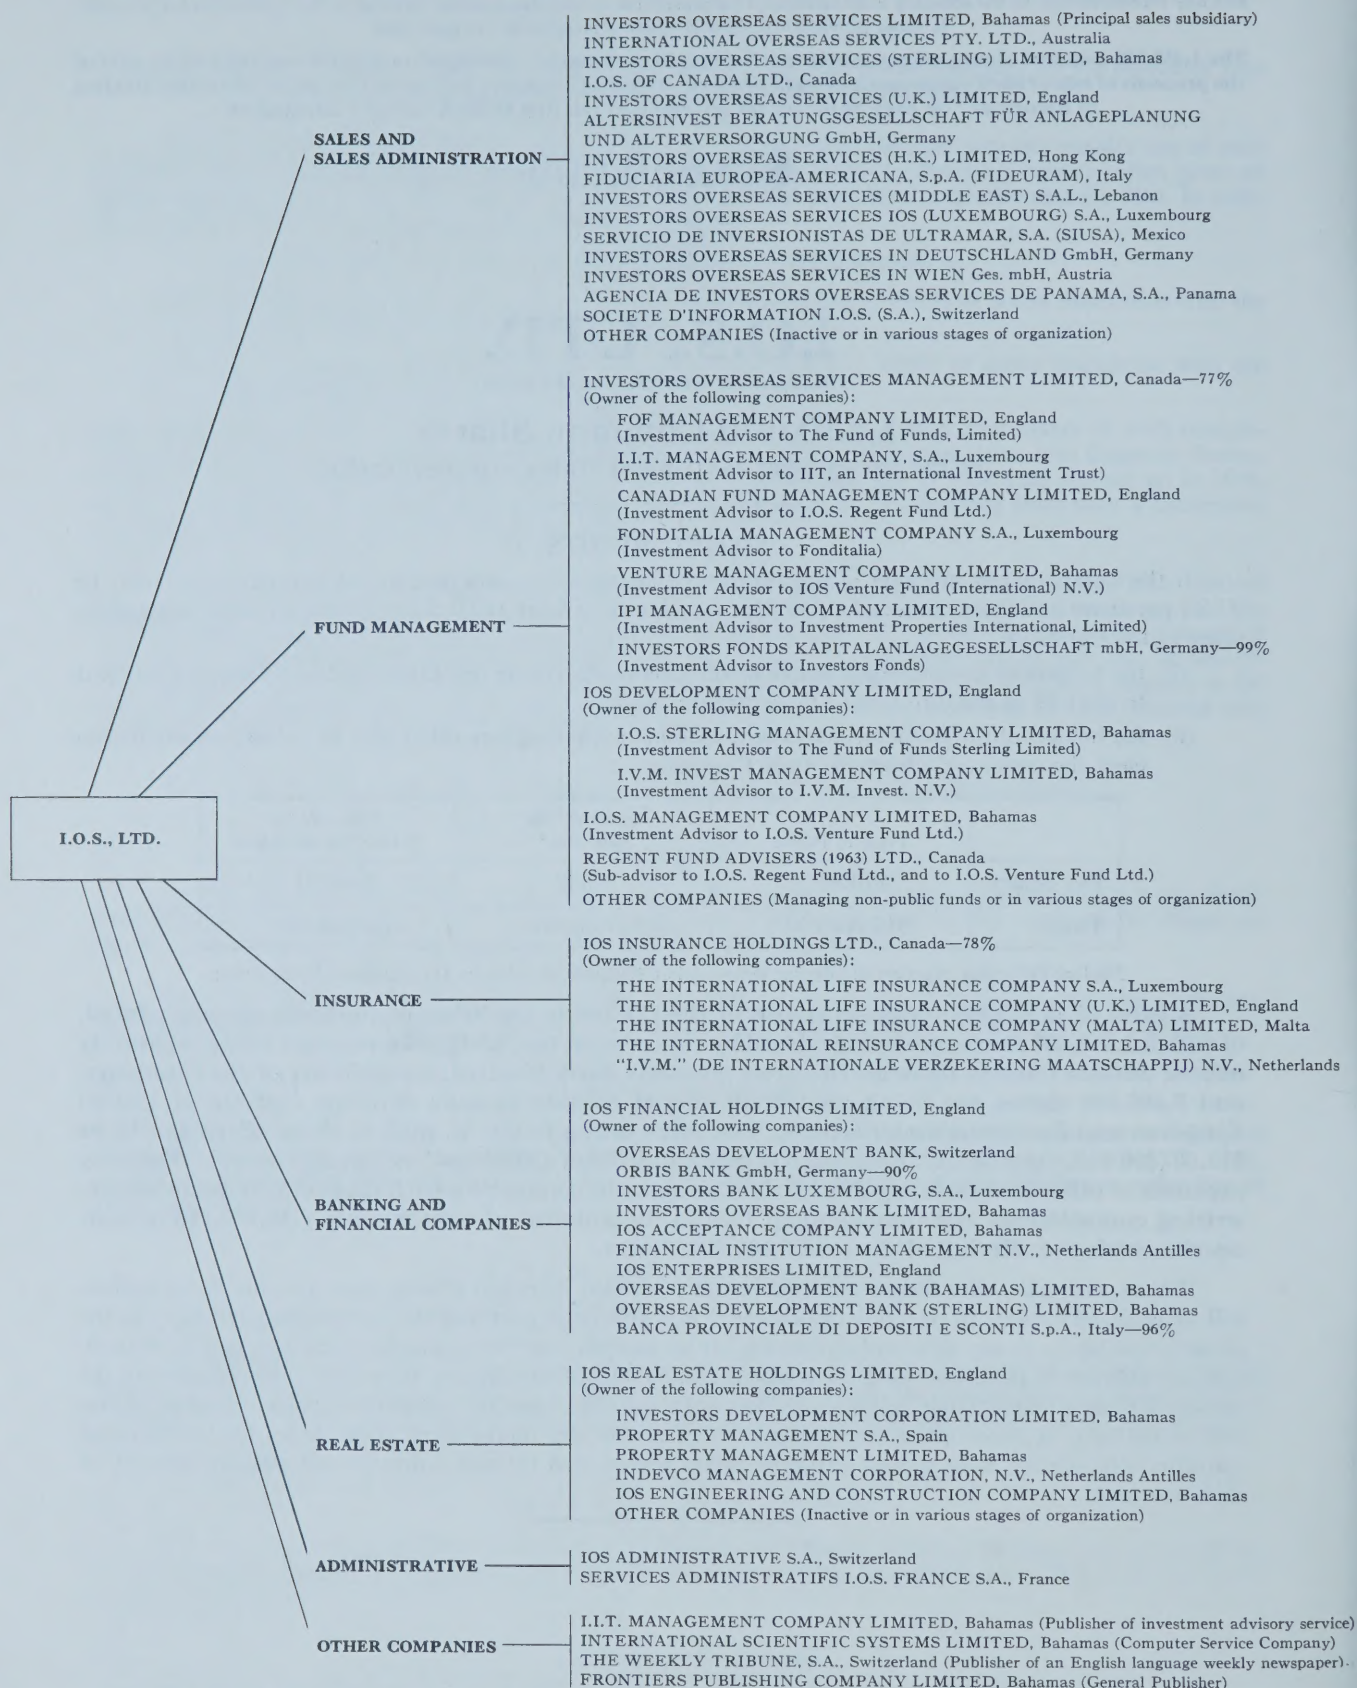 I.O.S., LTD.
SALES AND
SALES ADMINISTRATION
INVESTORS OVERSEAS SERVICES LIMITED, Bahamas (Principal sales subsidiary)
INTERNATIONAL OVERSEAS SERVICES PTY. LTD., Australia
INVESTORS OVERSEAS SERVICES (STERLING) LIMITED, Bahamas
I.O.S. OF CANADA LTD., Canada
INVESTORS OVERSEAS SERVICES (U.K.) LIMITED, England
ALTERSINVEST BERATUNGSGESELLSCHAFT FÜR ANLAGEPLANUNG
UND ALTERVERSORGUNG GmbH, Germany
INVESTORS OVERSEAS SERVICES (H.K.) LIMITED, Hong Kong
FIDUCIARIA EUROPEA-AMERICANA, S.p.A. (FIDEURAM), Italy
INVESTORS OVERSEAS SERVICES (MIDDLE EAST) S.A.L., Lebanon
INVESTORS OVERSEAS SERVICES IOS (LUXEMBOURG) S.A., Luxembourg
SERVICIO DE INVERSIONISTAS DE ULTRAMAR, S.A. (SIUSA), Mexico
INVESTORS OVERSEAS SERVICES IN DEUTSCHLAND GmbH, Germany
INVESTORS OVERSEAS SERVICES IN WIEN Ges. mbH, Austria
AGENCIA DE INVESTORS OVERSEAS SERVICES DE PANAMA, S.A., Panama
SOCIETE D'INFORMATION I.O.S. (S.A.), Switzerland
OTHER COMPANIES (Inactive or in various stages of organization)
FUND MANAGEMENT
INVESTORS OVERSEAS SERVICES MANAGEMENT LIMITED, Canada—77%
(Owner of the following companies):
FOF MANAGEMENT COMPANY LIMITED, England
(Investment Advisor to The Fund of Funds, Limited)
I.I.T. MANAGEMENT COMPANY, S.A., Luxembourg
(Investment Advisor to IIT, an International Investment Trust)
CANADIAN FUND MANAGEMENT COMPANY LIMITED, England
(Investment Advisor to I.O.S. Regent Fund Ltd.)
FONDITALIA MANAGEMENT COMPANY S.A., Luxembourg
(Investment Advisor to Fonditalia)
VENTURE MANAGEMENT COMPANY LIMITED, Bahamas
(Investment Advisor to IOS Venture Fund (International) N.V.)
IPI MANAGEMENT COMPANY LIMITED, England
(Investment Advisor to Investment Properties International, Limited)
INVESTORS FONDS KAPITALANLAGEGESELLSCHAFT mbH, Germany—99%
(Investment Advisor to Investors Fonds)
IOS DEVELOPMENT COMPANY LIMITED, England
(Owner of the following companies):
I.O.S. STERLING MANAGEMENT COMPANY LIMITED, Bahamas
(Investment Advisor to The Fund of Funds Sterling Limited)
I.V.M. INVEST MANAGEMENT COMPANY LIMITED, Bahamas
(Investment Advisor to I.V.M. Invest. N.V.)
I.O.S. MANAGEMENT COMPANY LIMITED, Bahamas
(Investment Advisor to I.O.S. Venture Fund Ltd.)
REGENT FUND ADVISERS (1963) LTD., Canada
(Sub-advisor to I.O.S. Regent Fund Ltd., and to I.O.S. Venture Fund Ltd.)
OTHER COMPANIES (Managing non-public funds or in various stages of organization)
INSURANCE
IOS INSURANCE HOLDINGS LTD., Canada—78%
(Owner of the following companies):
THE INTERNATIONAL LIFE INSURANCE COMPANY S.A., Luxembourg
THE INTERNATIONAL LIFE INSURANCE COMPANY (U.K.) LIMITED, England
THE INTERNATIONAL LIFE INSURANCE COMPANY (MALTA) LIMITED, Malta
THE INTERNATIONAL REINSURANCE COMPANY LIMITED, Bahamas
"I.V.M." (DE INTERNATIONALE VERZEKERING MAATSCHAPPIJ) N.V., Netherlands
BANKING AND
FINANCIAL COMPANIES
IOS FINANCIAL HOLDINGS LIMITED, England
(Owner of the following companies):
OVERSEAS DEVELOPMENT BANK, Switzerland
ORBIS BANK GmbH, Germany—90%
INVESTORS BANK LUXEMBOURG, S.A., Luxembourg
INVESTORS OVERSEAS BANK LIMITED, Bahamas
IOS ACCEPTANCE COMPANY LIMITED, Bahamas
FINANCIAL INSTITUTION MANAGEMENT N.V., Netherlands Antilles
IOS ENTERPRISES LIMITED, England
OVERSEAS DEVELOPMENT BANK (BAHAMAS) LIMITED, Bahamas
OVERSEAS DEVELOPMENT BANK (STERLING) LIMITED, Bahamas
BANCA PROVINCIALE DI DEPOSITI E SCONTI S.p.A., Italy—96%
REAL ESTATE
IOS REAL ESTATE HOLDINGS LIMITED, England
(Owner of the following companies):
INVESTORS DEVELOPMENT CORPORATION LIMITED, Bahamas
PROPERTY MANAGEMENT S.A., Spain
PROPERTY MANAGEMENT LIMITED, Bahamas
INDEVCO MANAGEMENT CORPORATION, N.V., Netherlands Antilles
IOS ENGINEERING AND CONSTRUCTION COMPANY LIMITED, Bahamas
OTHER COMPANIES (Inactive or in various stages of organization)
ADMINISTRATIVE
IOS ADMINISTRATIVE S.A., Switzerland
SERVICES ADMINISTRATIFS I.O.S. FRANCE S.A., France
OTHER COMPANIES
I.I.T. MANAGEMENT COMPANY LIMITED, Bahamas (Publisher of investment advisory service)
INTERNATIONAL SCIENTIFIC SYSTEMS LIMITED, Bahamas (Computer Service Company)
THE WEEKLY TRIBUNE, S.A., Switzerland (Publisher of an English language weekly newspaper).
FRONTIERS PUBLISHING COMPANY LIMITED, Bahamas (General Publisher)